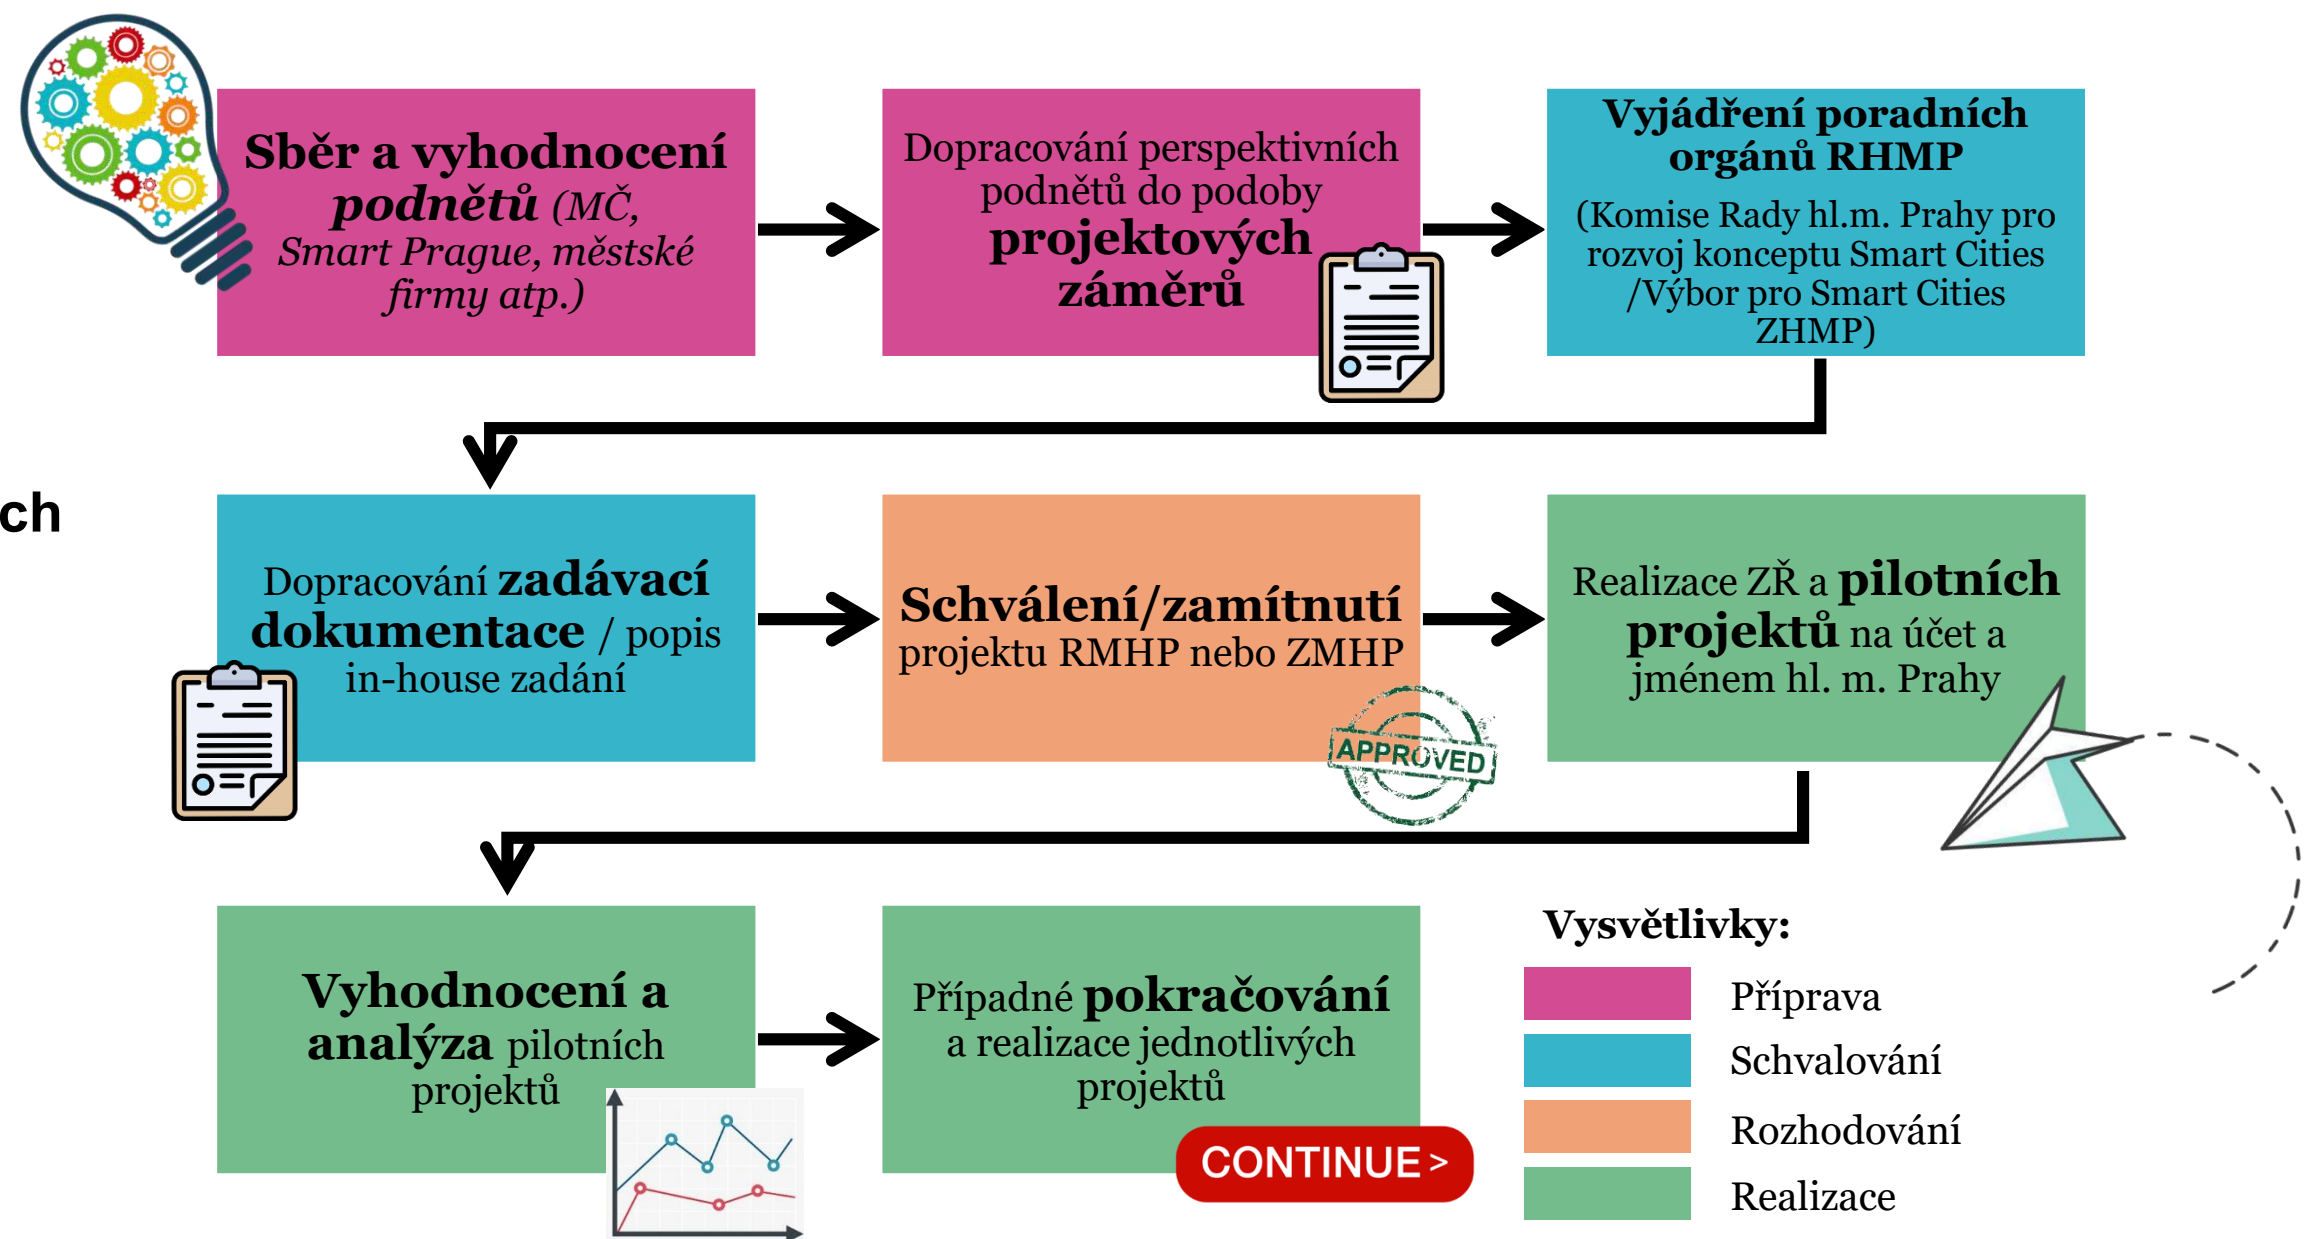 Sběr a vyhodnocení
podnětů (MČ,
Smart Prague, městské
firmy atp.)
Dopracování perspektivních
podnětů do podoby
projektových
záměrů
Vyjádření poradních
orgánů RHMP
(Komise Rady hl.m. Prahy pro
rozvoj konceptu Smart Cities
/Výbor pro Smart Cities
ZHMP)
ch
Dopracování zadávací
dokumentace / popis
in-house zadání
Schválení/zamítnutí
projektu RMHP nebo ZMHP
APPROVED
Realizace ZŘ a pilotních
projektů na účet a
jménem hl. m. Prahy
Vyhodnocení a
analýza pilotních
projektů
Případné pokračování
a realizace jednotlivých
projektů
CONTINUE >
Vysvětlivky:
Příprava
Schvalování
Rozhodování
Realizace